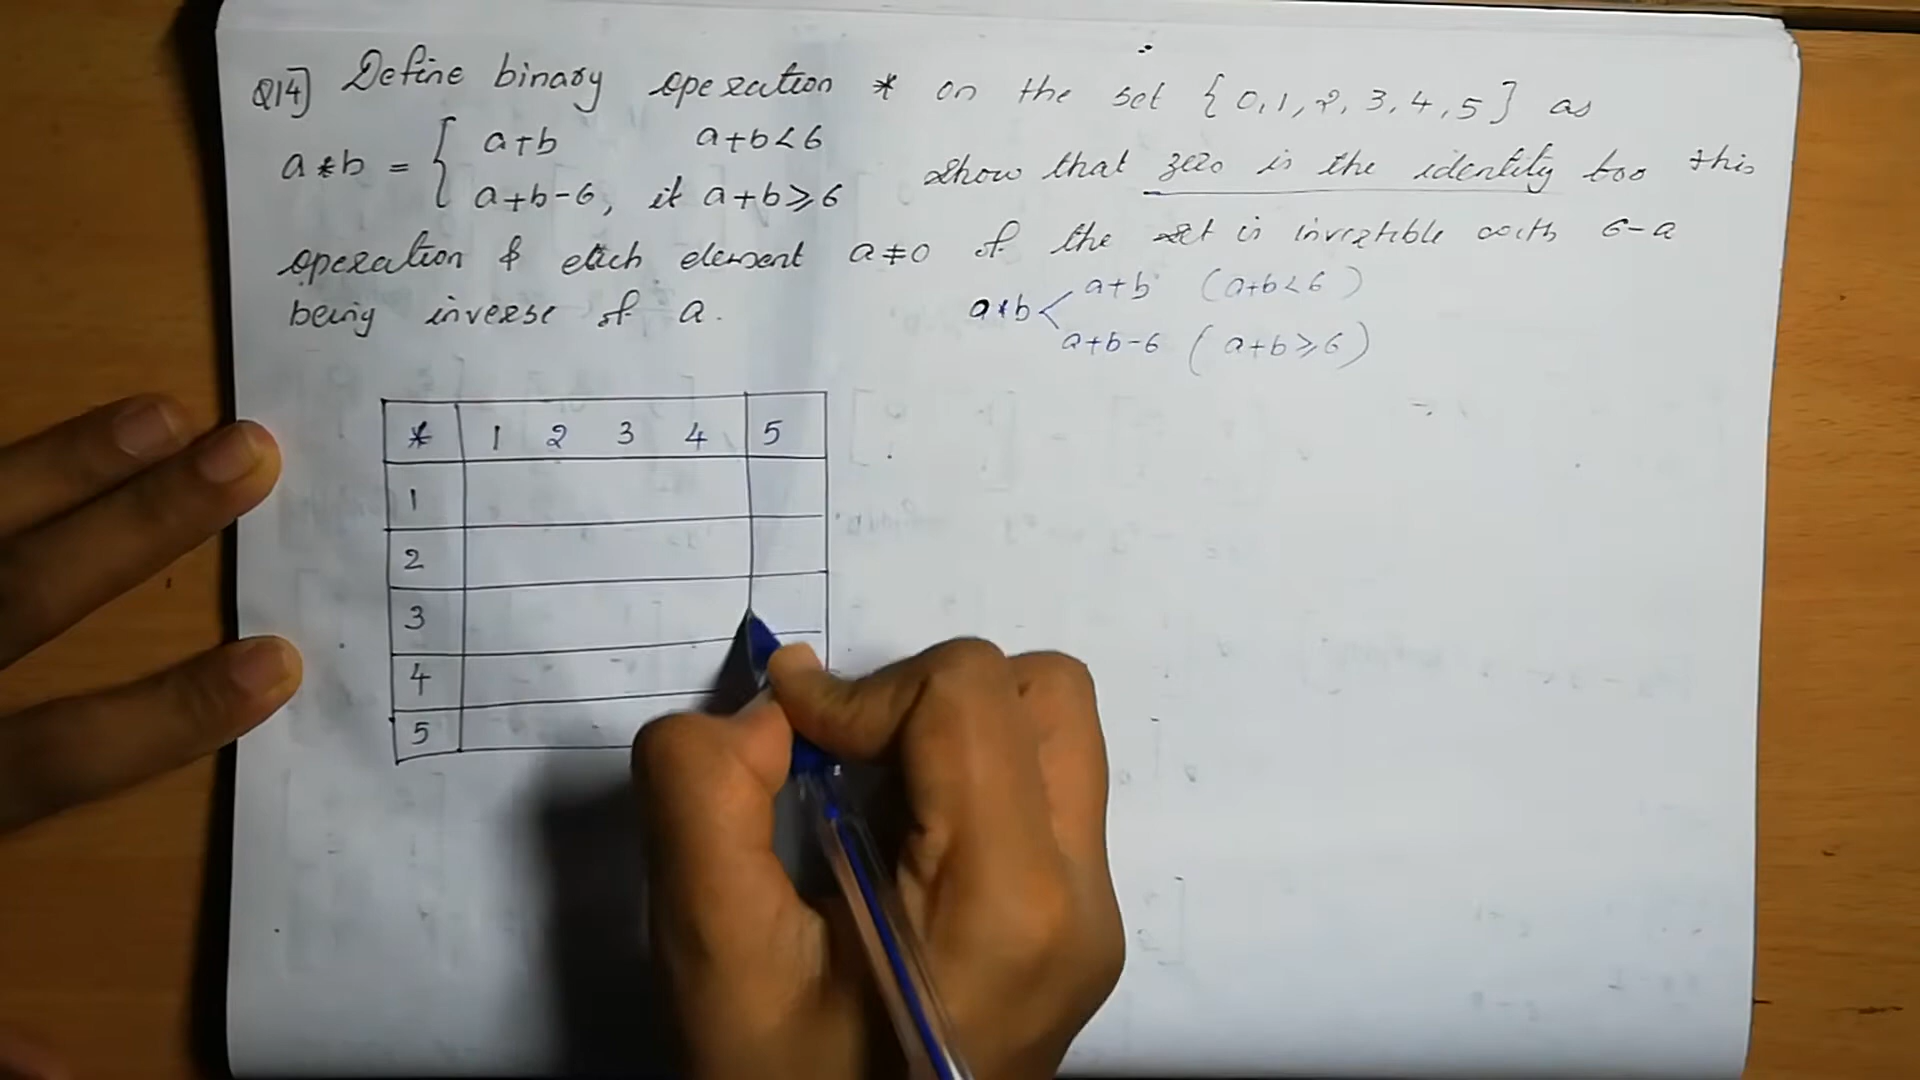 Q14] Define binary operation * on the set { 0, 1, 2, 3, 4, 5 } as
a * b = { a+b a+b<6
a+b-6, if a+b⩾6 show that zero is the identity too this
operation & each element a≠0 of the set is invertible with 6-a
being inverse of a.
a*b < a+b (a+b<6)
a+b-6 ( a+b⩾6)
* 1 2 3 4 5
1
2
3
4
5